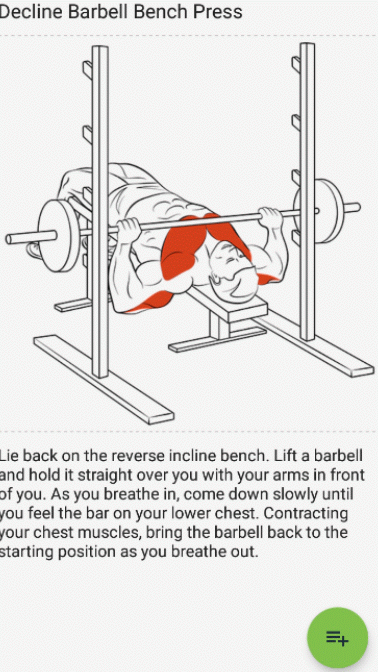 Decline Barbell Bench Press
Lie back on the reverse incline bench. Lift a barbell
and hold it straight over you with your arms in front
of you. As you breathe in, come down slowly until
you feel the bar on your lower chest. Contracting
your chest muscles, bring the barbell back to the
starting position as you breathe out.